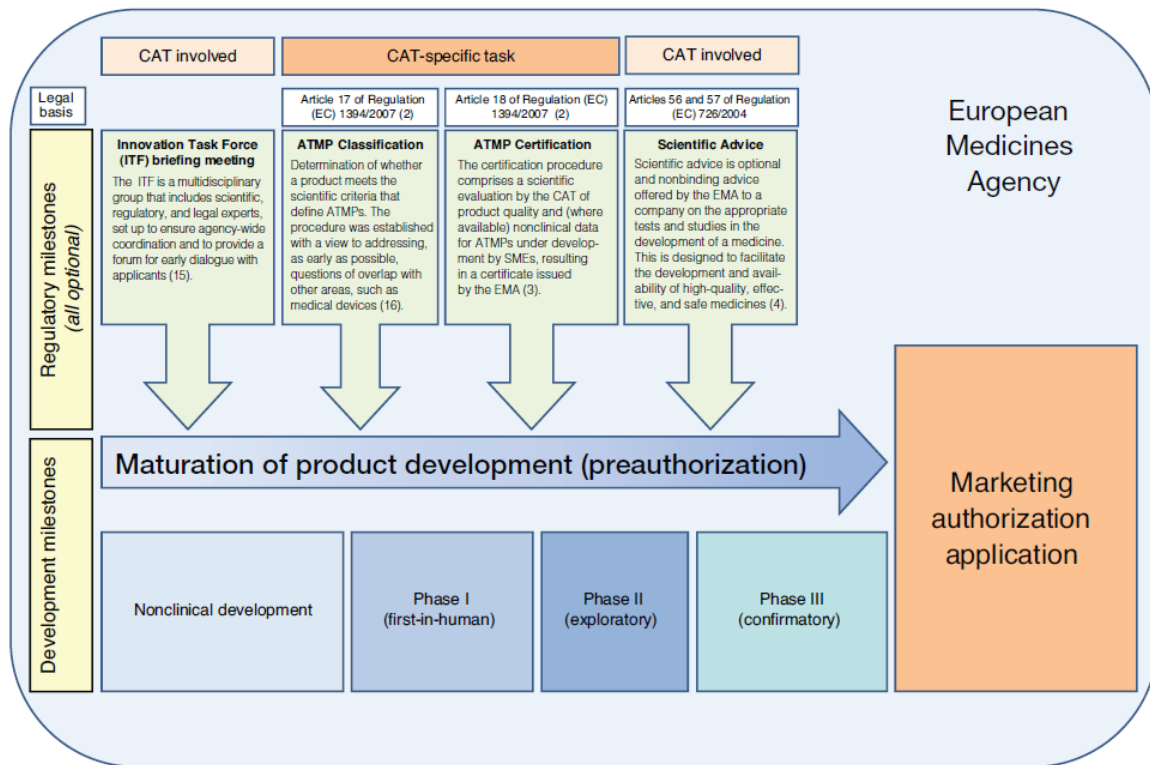 CAT involved
CAT-specific task
CAT involved
Legal
basis
Article 17 of Regulation
(EC) 1394/2007 (2)
Article 18 of Regulation (EC)
1394/2007 (2)
Articles 56 and 57 of Regulation
(EC) 726/2004
European
Medicines
Agency
Regulatory milestones
(all optional)
Innovation Task Force
(ITF) briefing meeting
The ITF is a multidisciplinary
group that includes scientific,
regulatory, and legal experts,
set up to ensure agency-wide
coordination and to provide a
forum for early dialogue with
applicants (15).
ATMP Classification
Determination of whether
a product meets the
scientific criteria that
define ATMPs. The
procedure was established
with a view to addressing,
as early as possible,
questions of overlap with
other areas, such as
medical devices (16).
ATMP Certification
The certification procedure
comprises a scientific
evaluation by the CAT of
product quality and (where
available) nonclinical data
for ATMPs under develop-
ment by SMEs, resulting
in a certificate issued
by the EMA (3).
Scientific Advice
Scientific advice is optional
and nonbinding advice
offered by the EMA to a
company on the appropriate
tests and studies in the
development of a medicine.
This is designed to facilitate
the development and avail-
ability of high-quality, effec-
tive, and safe medicines (4).
Maturation of product development (preauthorization)
Marketing
authorization
application
Development milestones
Nonclinical development
Phase I
(first-in-human)
Phase II
(exploratory)
Phase III
(confirmatory)